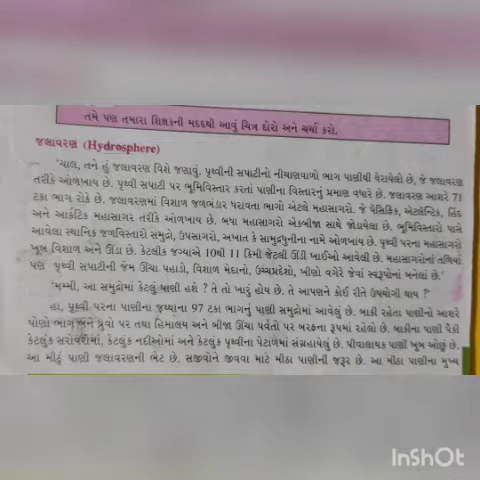 તમે પણ તમારા શિક્ષકની મદદથી આવું ચિત્ર દોરો અને ચર્ચા કરો.
જલાવરણ (Hydrosphere)
'ચાલ, તને હું જલાવરણ વિશે જણાવું. પૃથ્વીની સપાટીનો નીચાણવાળો ભાગ પાણીથી ઘેરાયેલો છે, જે જલાવરણ
તરીકે ઓળખાય છે. પૃથ્વી સપાટી પર ભૂમિવિસ્તાર કરતાં પાણીના વિસ્તારનું પ્રમાણ વધારે છે. જલાવરણ આશરે 71
ટકા ભાગ રોકે છે. જલાવરણમાં વિશાળ જળભંડાર ધરાવતા ભાગો એટલે મહાસાગરો. જે પેસિફિક, એટલેન્ટિક, હિંદ
અને આર્કટિક મહાસાગર તરીકે ઓળખાય છે. બધા મહાસાગરો એકબીજા સાથે જોડાયેલા છે. ભૂમિવિસ્તારો પાસે
આવેલા સ્થાનિક જળવિસ્તારો સમુદ્રો, ઉપસાગરો, અખાત કે સામુદ્રધુનીના નામે ઓળખાય છે. પૃથ્વી પરના મહાસાગરો
ખૂબ વિશાળ અને ઊંડા છે. કેટલીક જગ્યાએ 10થી 11 કિમી જેટલી ઊંડી ખાઈઓ આવેલી છે. મહાસાગરોનાં તળિયાં
પણ પૃથ્વી સપાટીની જેમ ઊંચા પહાડો, વિશાળ મેદાનો, ઉચ્ચપ્રદેશો, ખીણો વગેરે જેવાં સ્વરૂપોનાં બનેલાં છે.'
'મમ્મી, આ સમુદ્રોમાં કેટલું પાણી હશે ? તે તો ખારું હોય છે. તે આપણને કોઈ રીતે ઉપયોગી થાય ?
હા, પૃથ્વી પરના પાણીના જથ્થાના 97 ટકા ભાગનું પાણી સમુદ્રોમાં આવેલું છે. બાકી રહેતા પાણીનો આશરે
પોણો ભાગ બંને ધ્રુવો પર તથા હિમાલય અને બીજા ઊંચા પર્વતો પર બરફના રૂપમાં રહેલો છે. બાકીના પાણી પૈકી
કેટલુંક સરોવરોમાં, કેટલુંક નદીઓમાં અને કેટલુંક પૃથ્વીના પેટાળમાં સંગ્રહાયેલું છે. પીવાલાયક પાણી ખૂબ ઓછું છે.
આ મીઠું પાણી જલાવરણની ભેટ છે. સજીવોને જીવવા માટે મીઠા પાણીની જરૂર છે. આ મીઠા પાણીના મુખ્ય
InShOt